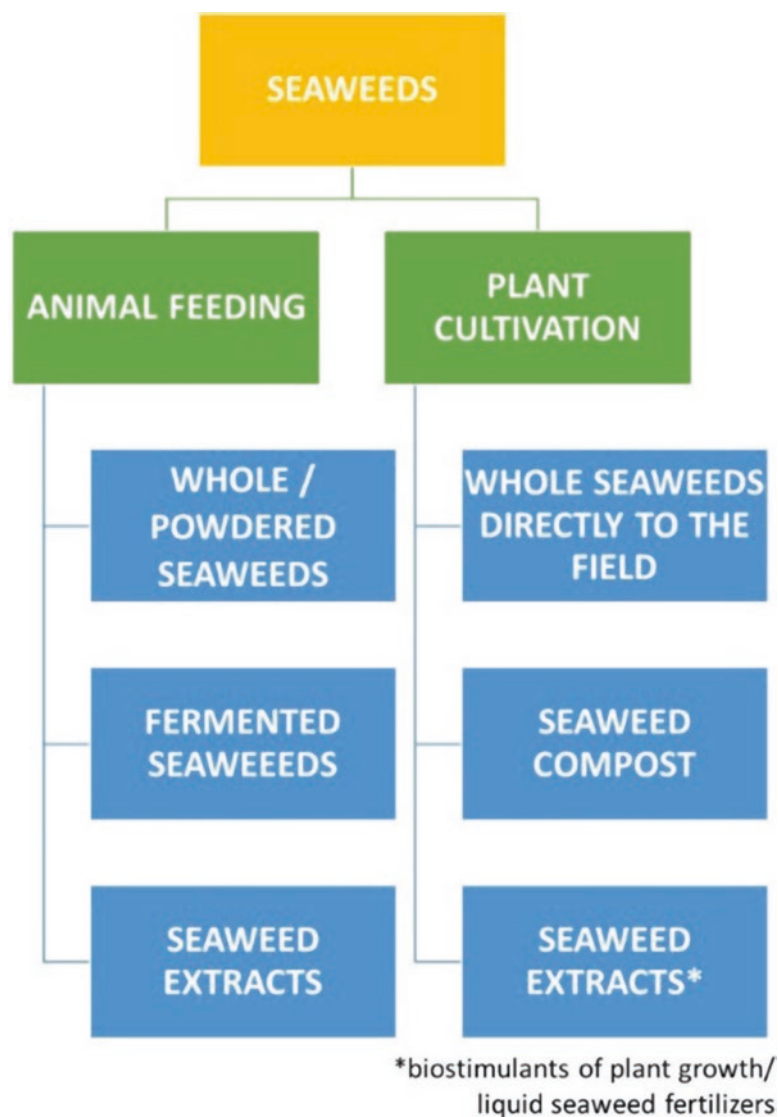 SEAWEEDS
ANIMAL FEEDING
PLANT
CULTIVATION
WHOLE /
POWDERED
SEAWEEDS
WHOLE SEAWEEDS
DIRECTLY TO THE
FIELD
FERMENTED
SEAWEEEDS
SEAWEED
COMPOST
SEAWEED
EXTRACTS
SEAWEED
EXTRACTS*
*biostimulants of plant growth/
liquid seaweed fertilizers